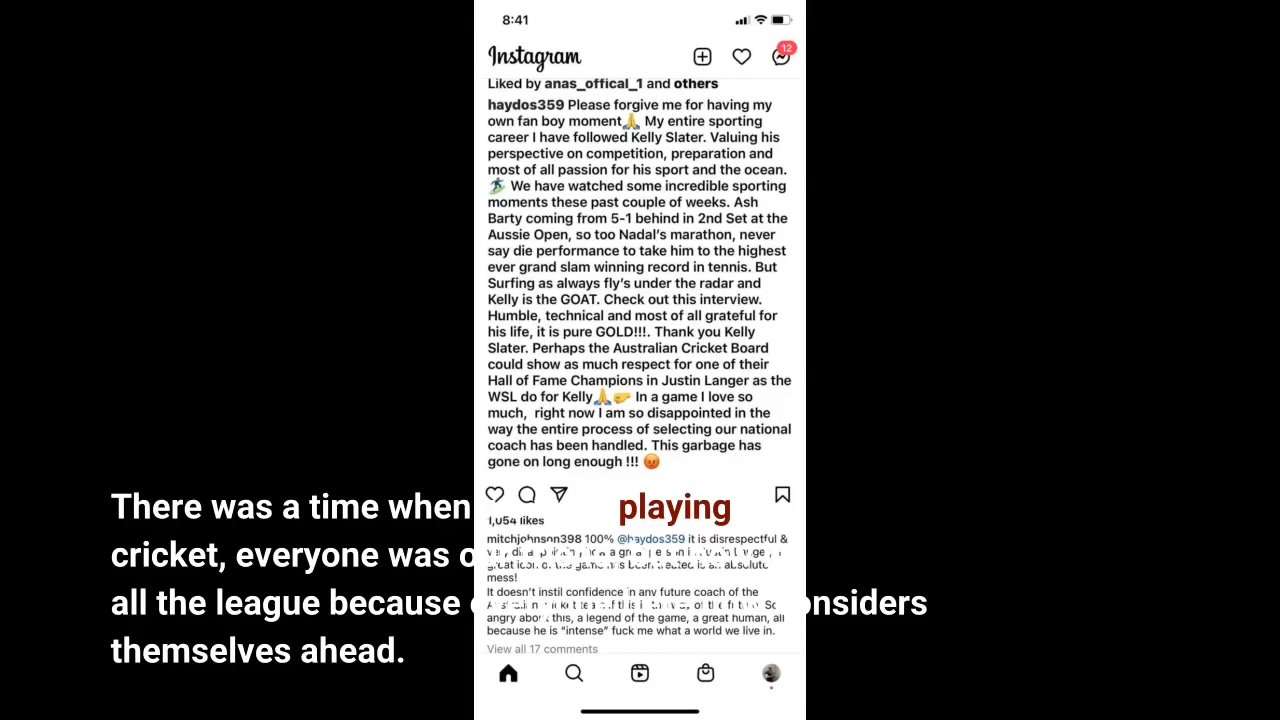 8:41
Instagram
12
Liked by anas_offical_1 and others
haydos359 Please forgive me for having my
own fan boy moment🙏 My entire sporting
career I have followed Kelly Slater. Valuing his
perspective on competition, preparation and
most of all passion for his sport and the ocean.
🏄 We have watched some incredible sporting
moments these past couple of weeks. Ash
Barty coming from 5-1 behind in 2nd Set at the
Aussie Open, so too Nadal's marathon, never
say die performance to take him to the highest
ever grand slam winning record in tennis. But
Surfing as always fly's under the radar and
Kelly is the GOAT. Check out this interview.
Humble, technical and most of all grateful for
his life, it is pure GOLD!!!. Thank you Kelly
Slater. Perhaps the Australian Cricket Board
could show as much respect for one of their
Hall of Fame Champions in Justin Langer as the
WSL do for Kelly🙏🤛 In a game I love so
much, right now I am so disappointed in the
way the entire process of selecting our national
coach has been handled. This garbage has
gone on long enough !!! 😡
1,054 likes
mitchjohnson398 100% @haydos359 it is disrespectful &
great icon of the game has been treated is an absolute
mess!
It doesn't instil confidence in any future coach of the
angry about this, a legend of the game, a great human, all
because he is "intense" fuck me what a world we live in.
View all 17 comments
There was a time when playing
cricket, everyone was
all the league because onsiders
themselves ahead.